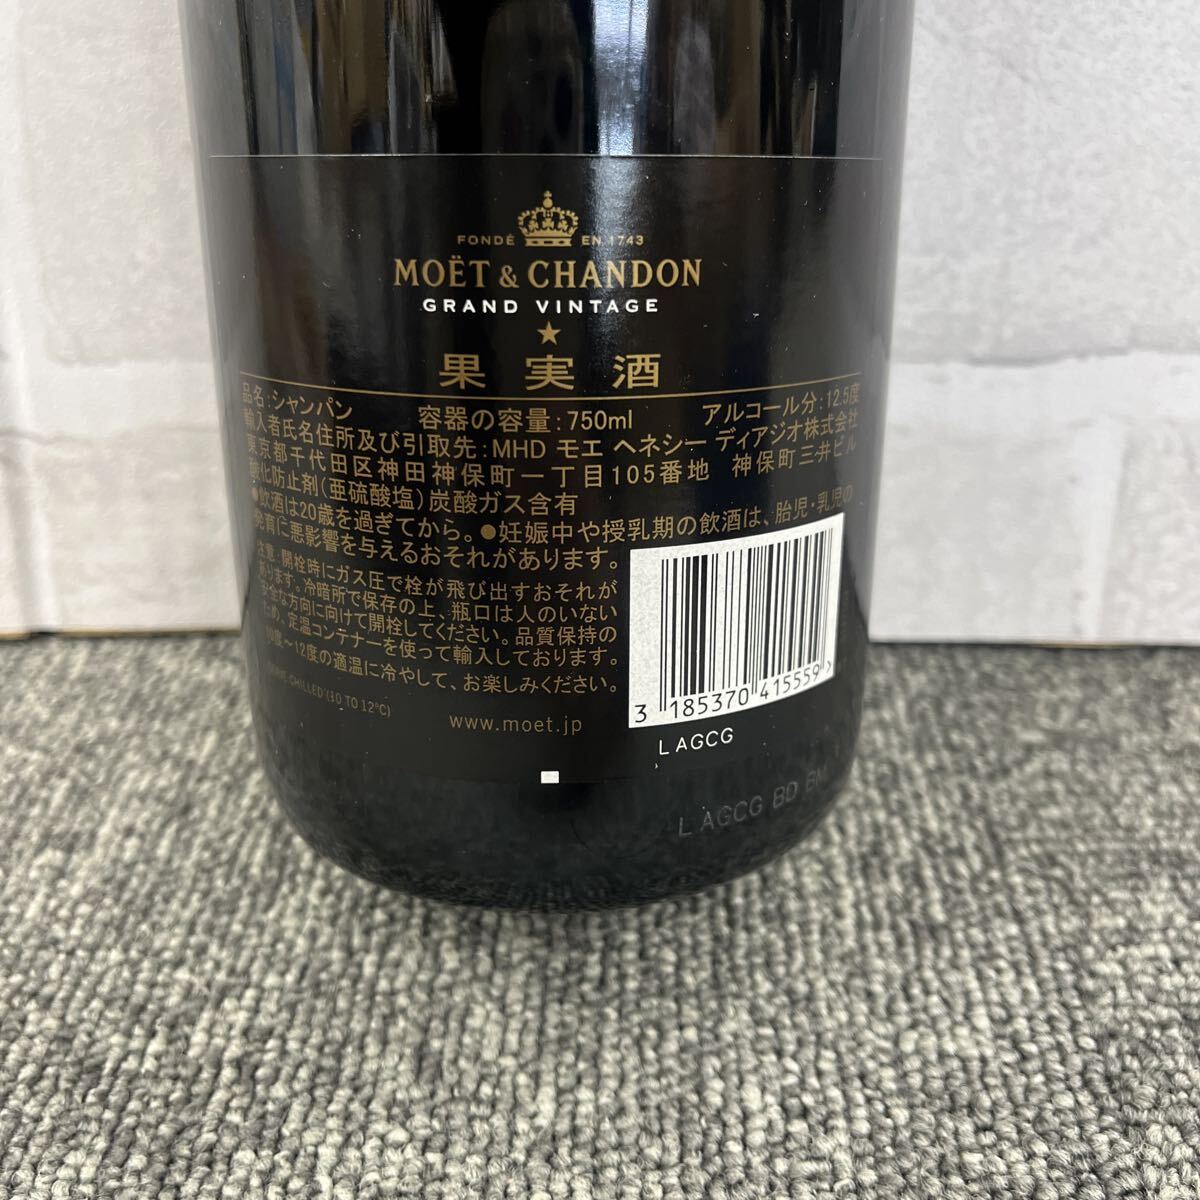 FONDÉ EN 1743
MOËT & CHANDON
GRAND VINTAGE
果実酒
品名:シャンパン 容器の容量:750ml アルコール分:12.5度
輸入者氏名住所及び引取先:MHD モエ ヘネシー ディアジオ株式会社
東京都千代田区神田神保町一丁目105番地 神保町三井ビル
酸化防止剤(亜硫酸塩)炭酸ガス含有
●飲酒は20歳を過ぎてから。●妊娠中や授乳期の飲酒は、胎児・乳児の
発育に悪影響を与えるおそれがあります。
注意・開栓時にガス圧で栓が飛び出すおそれが
あります。冷暗所で保存の上、瓶口は人のいない
安全な方向に向けて開栓してください。品質保持の
ため、定温コンテナーを使って輸入しております。
10度〜12度の適温に冷やして、お楽しみください。
SERVE CHILLED (10 TO 12°C)
www.moet.jp
3 185370 415559 >
L AGCG
L AGCG BD BM